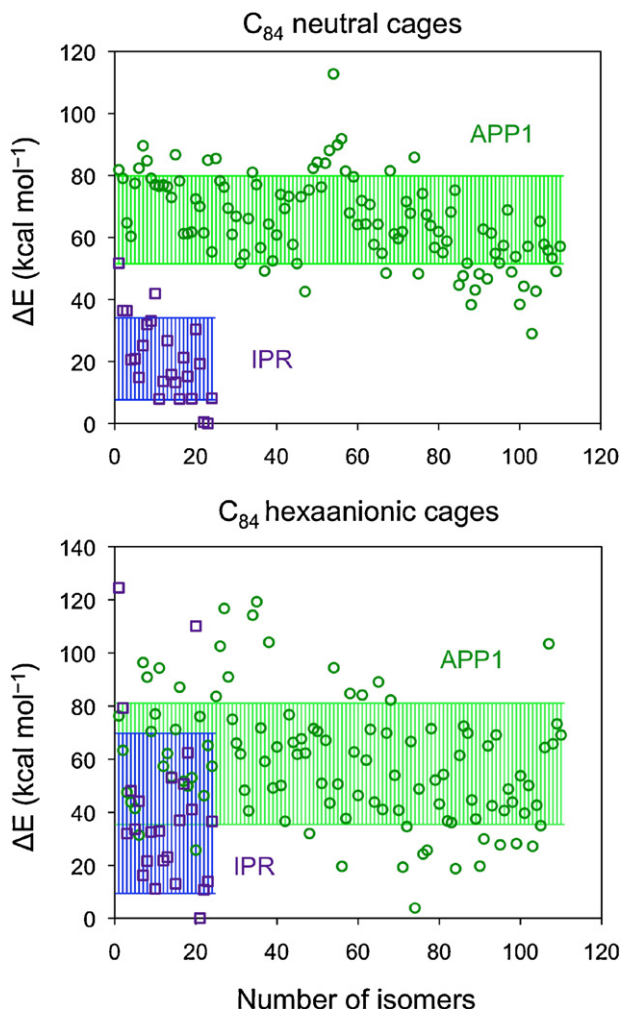 C₈₄ neutral cages
120
100
80
60
40
20
0
ΔE (kcal mol⁻¹)
APP1
IPR
0 20 40 60 80 100 120
C₈₄ hexaanionic cages
140
120
100
80
60
40
20
0
ΔE (kcal mol⁻¹)
APP1
IPR
0 20 40 60 80 100 120
Number of isomers